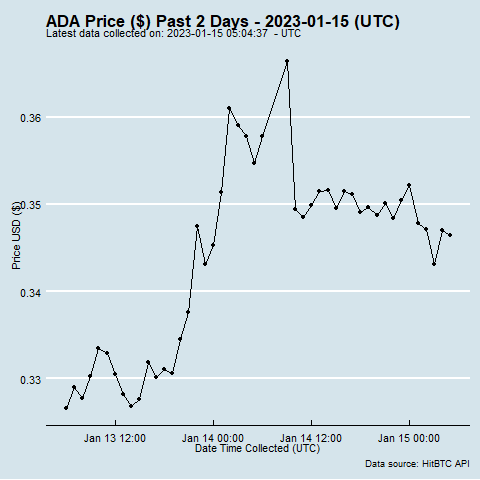 ADA Price ($) Past 2 Days - 2023-01-15 (UTC)
Latest data collected on: 2023-01-15 05:04:37 - UTC
0.36
0.35
0.34
0.33
Price USD ($)
Jan 13 12:00
Jan 14 00:00
Jan 14 12:00
Jan 15 00:00
Date Time Collected (UTC)
Data source: HitBTC API